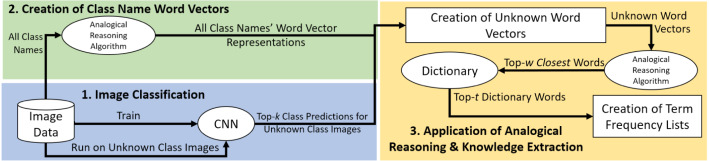 2. Creation of Class Name Word Vectors
All Class
Names
Analogical
Reasoning
Algorithm
All Class Names' Word Vector
Representations
1. Image Classification
Image
Data
Train
Run on Unknown Class Images
CNN
Top-k Class Predictions for
Unknown Class Images
Creation of Unknown Word
Vectors
Unknown Word
Vectors
Analogical
Reasoning
Algorithm
Top-w Closest Words
Dictionary
Top-t Dictionary Words
Creation of Term
Frequency Lists
3. Application of Analogical
Reasoning & Knowledge Extraction